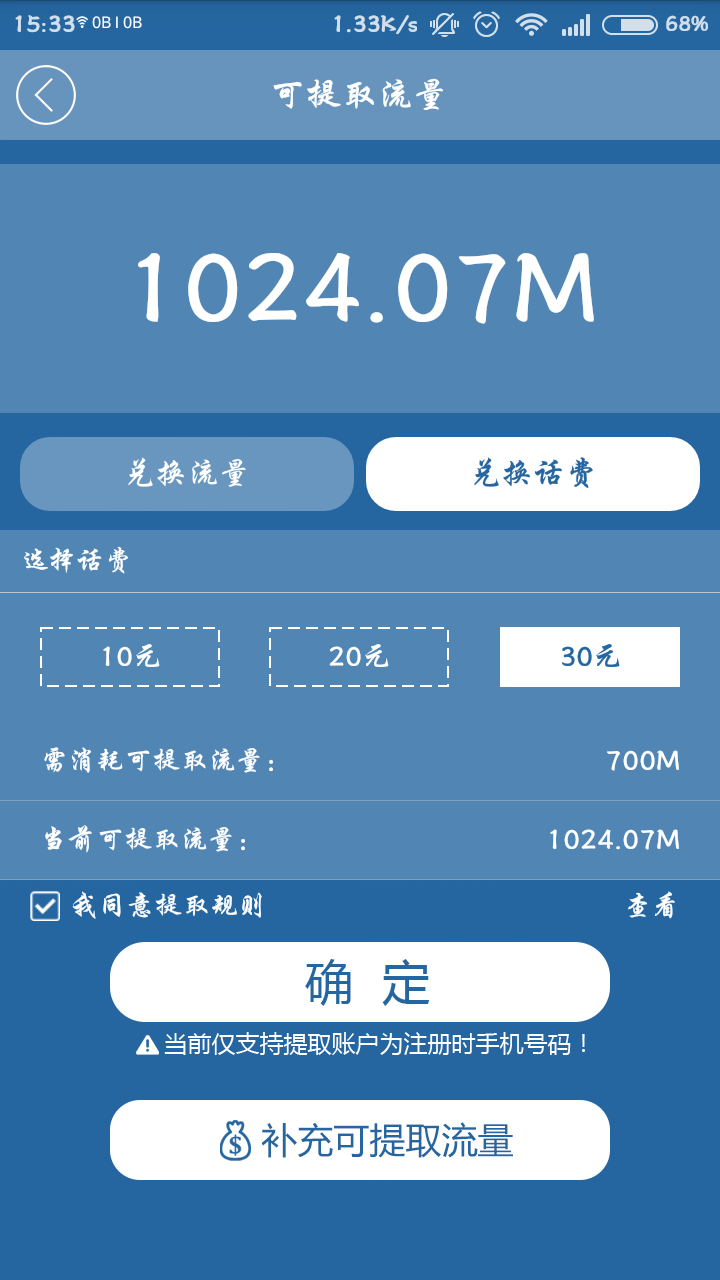 15:33 0B|0B 1.33K/s 68%
可提取流量
1024.07M
兑换流量 兑换话费
选择话费
10元 20元 30元
需消耗可提取流量: 700M
当前可提取流量: 1024.07M
我同意提取规则 查看
确 定
当前仅支持提取账户为注册时手机号码！
补充可提取流量